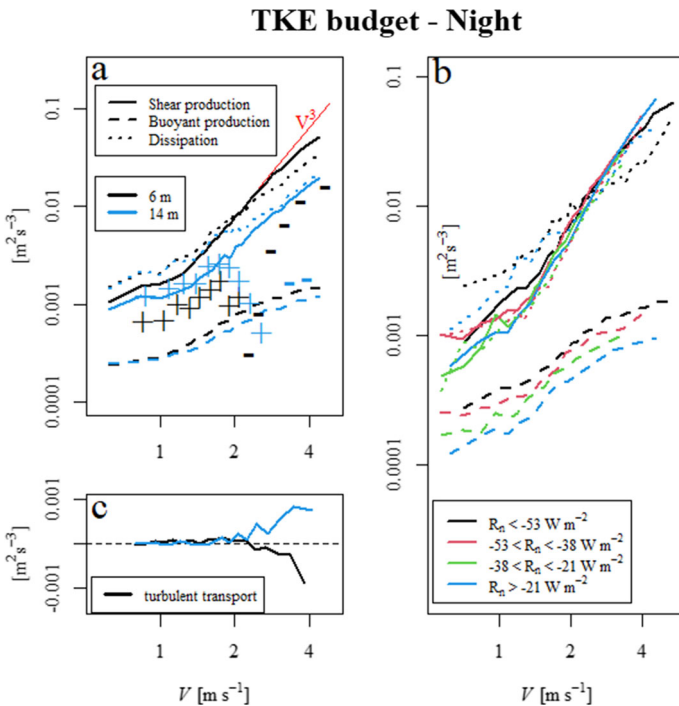 TKE budget - Night
a
Shear production
Buoyant production
Dissipation
V³
6 m
14 m
0.1
0.01
0.001
0.0001
[m²s⁻³]
1 2 4
b
0.1
0.01
0.001
0.0001
[m²s⁻³]
Rₙ < -53 W m⁻²
-53 < Rₙ < -38 W m⁻²
-38 < Rₙ < -21 W m⁻²
Rₙ > -21 W m⁻²
1 2 4
V [m s⁻¹]
c
0.001
-0.001
[m²s⁻³]
turbulent transport
1 2 4
V [m s⁻¹]